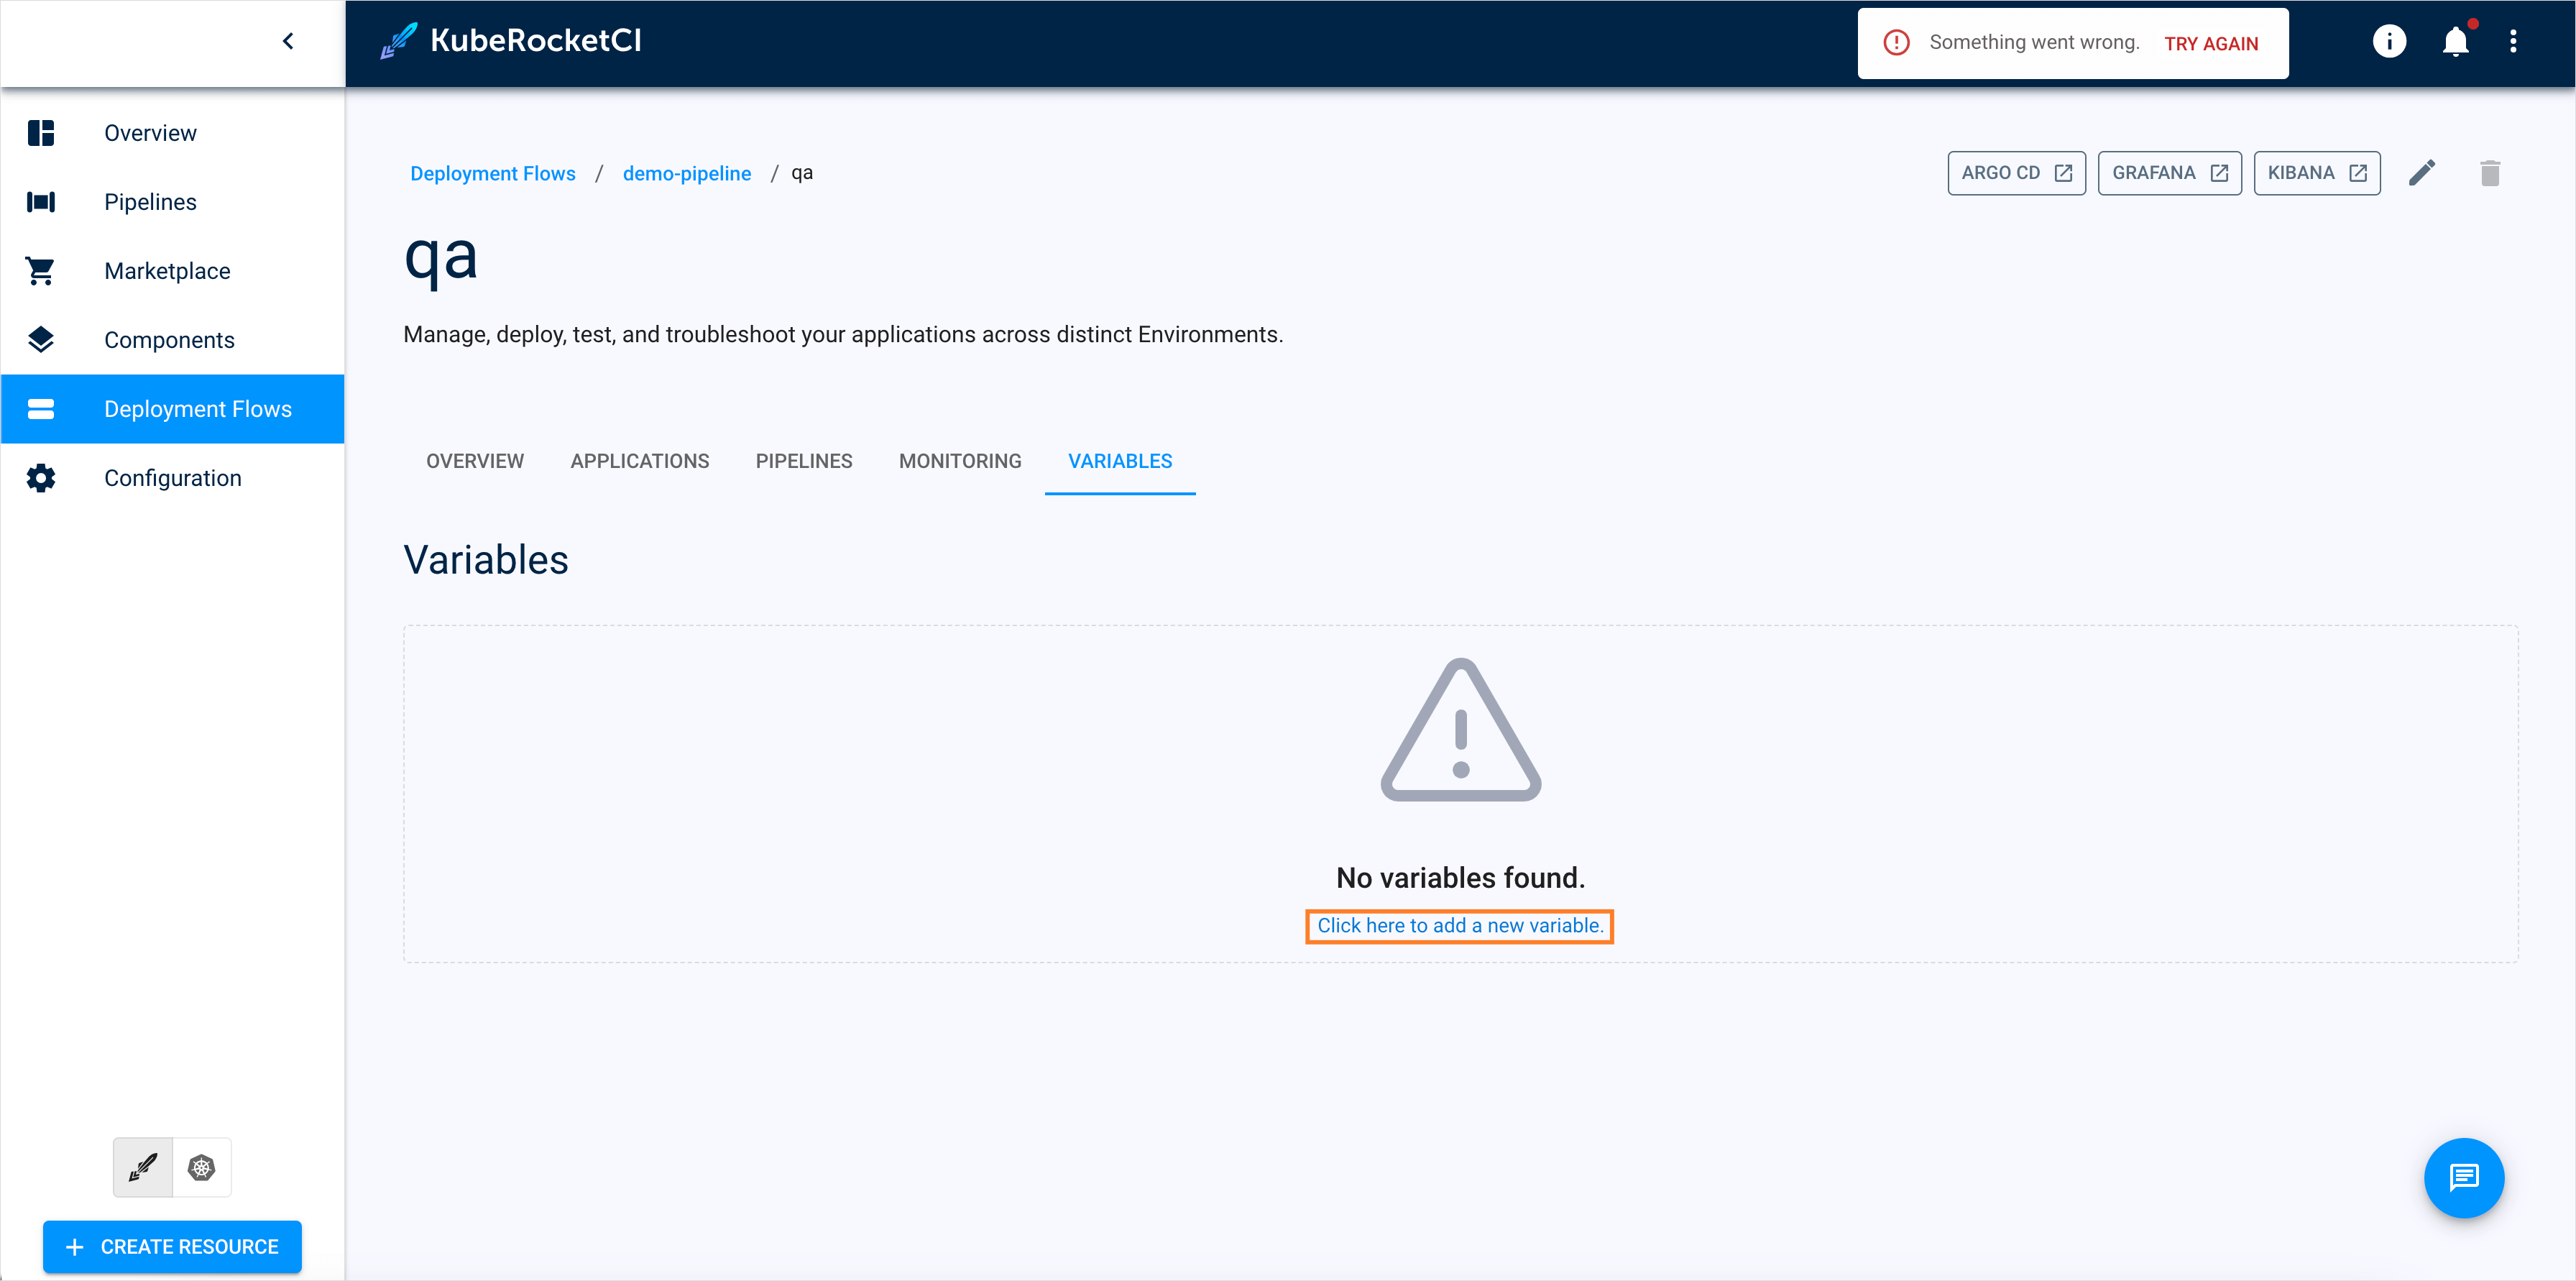 KubeRocketCI
Something went wrong. TRY AGAIN
Overview
Pipelines
Marketplace
Components
Deployment Flows
Configuration
CREATE RESOURCE
Deployment Flows / demo-pipeline / qa
ARGO CD GRAFANA KIBANA
qa
Manage, deploy, test, and troubleshoot your applications across distinct Environments.
OVERVIEW APPLICATIONS PIPELINES MONITORING VARIABLES
Variables
No variables found.
Click here to add a new variable.